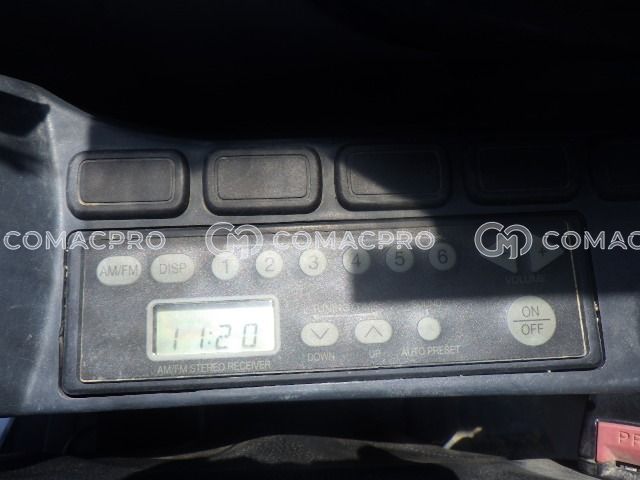 COMACPRO COMACPRO COMACPRO
AM/FM DISP 1 2 3 4 5 6
VOLUME
11:20
TUNING
DOWN UP
AUTO PRESET
ON
OFF
AM/FM STEREO RECEIVER
PR